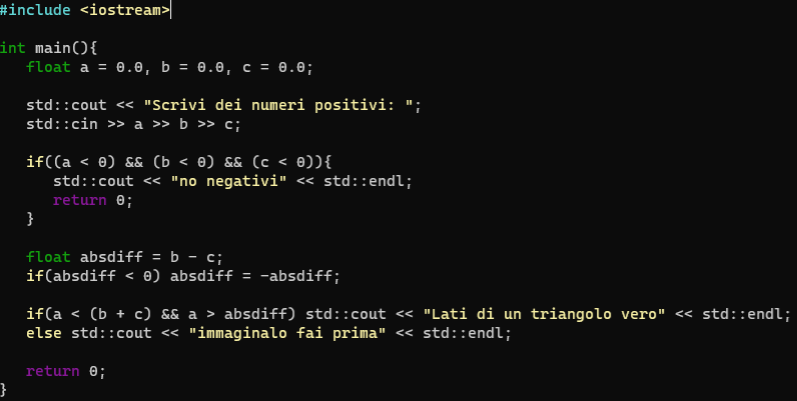 #include <iostream>
int main(){
   float a = 0.0, b = 0.0, c = 0.0;
   std::cout << "Scrivi dei numeri positivi: ";
   std::cin >> a >> b >> c;
   if((a < 0) && (b < 0) && (c < 0)){
      std::cout << "no negativi" << std::endl;
      return 0;
   }
   float absdiff = b - c;
   if(absdiff < 0) absdiff = -absdiff;
   if(a < (b + c) && a > absdiff) std::cout << "Lati di un triangolo vero" << std::endl;
   else std::cout << "immaginalo fai prima" << std::endl;
   return 0;
}